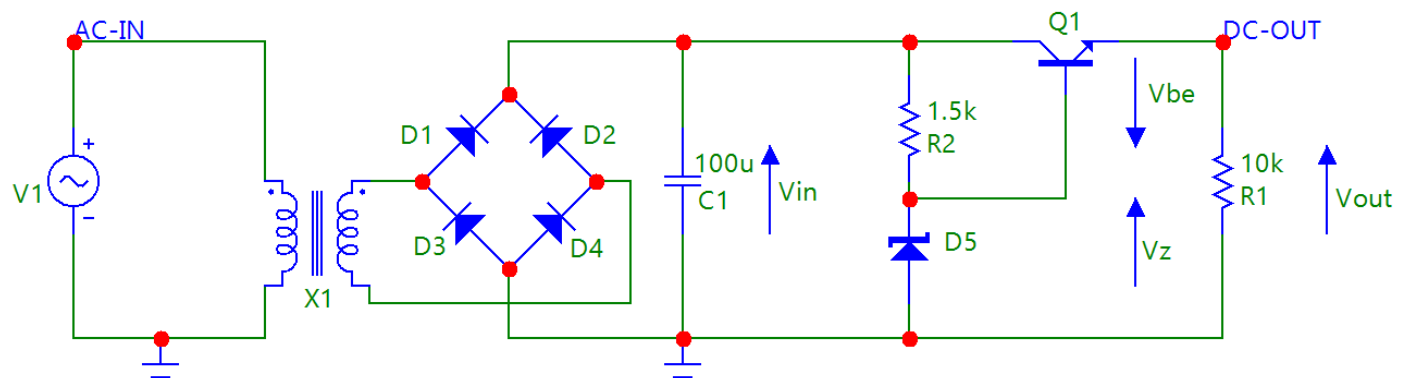 AC-IN
Q1
DC-OUT
Vbe
D1
D2
1.5k
R2
+
V1
-
100u
C1
Vin
10k
R1
Vout
D3
D4
D5
Vz
X1